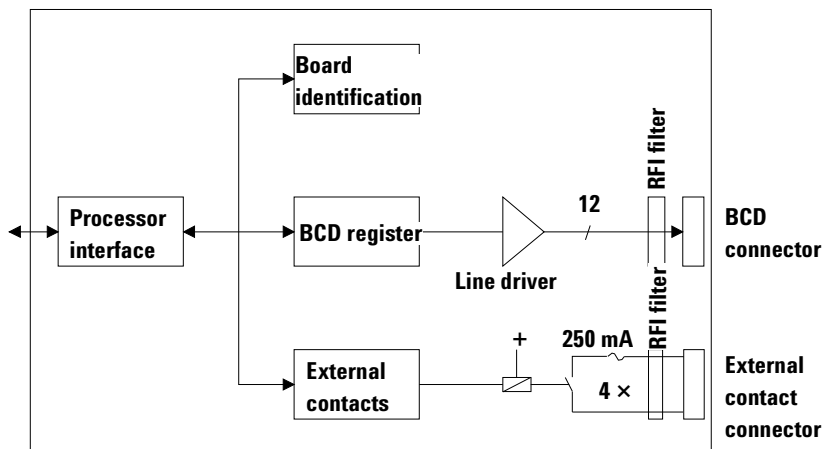 Board
identification
RFI filter
Processor
interface
BCD register
12
BCD
connector
Line driver
RFI filter
+
250 mA
External
contacts
4 ×
External
contact
connector